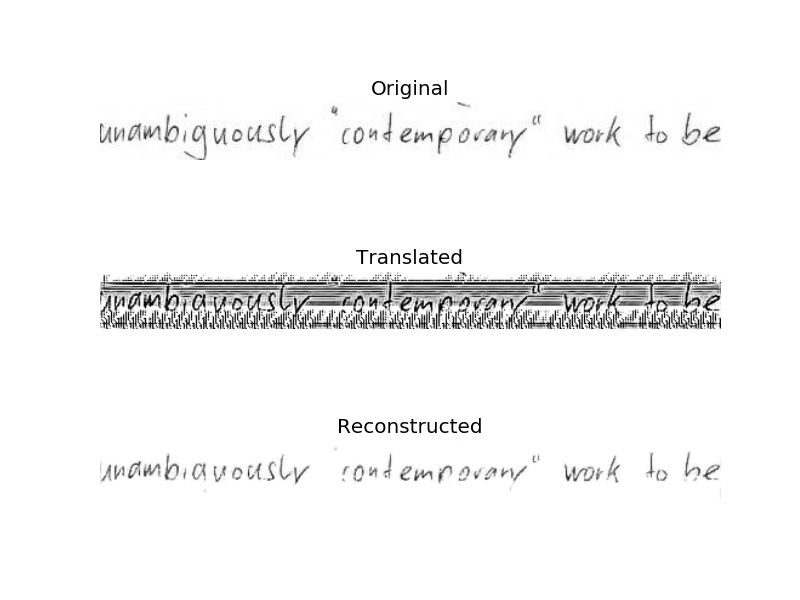 Original
unambiguously "contemporary" work to be
Translated
unambiguously contemporary" work to be
Reconstructed
unambiguously contemporary" work to be